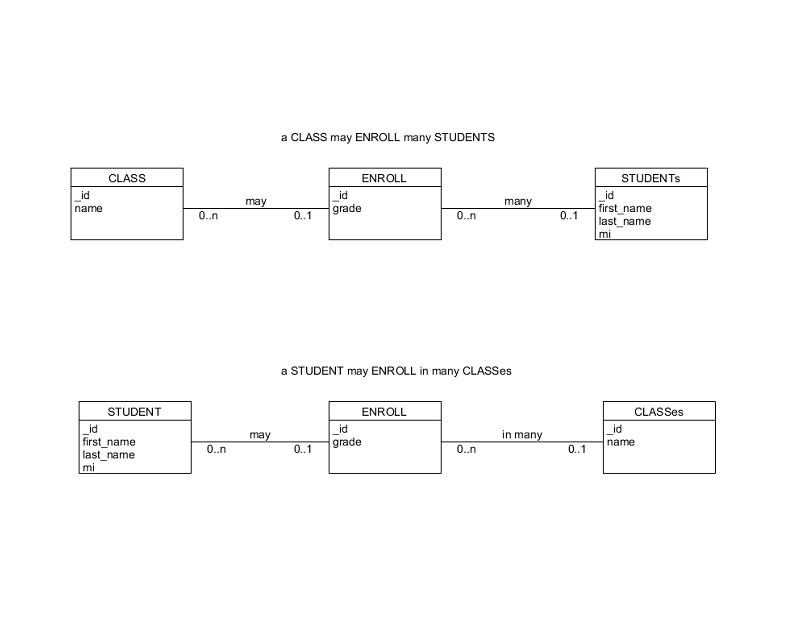 a CLASS may ENROLL many STUDENTS
CLASS
_id
name
may
0..n
0..1
ENROLL
_id
grade
many
0..n
0..1
STUDENTs
_id
first_name
last_name
mi
a STUDENT may ENROLL in many CLASSes
STUDENT
_id
first_name
last_name
mi
may
0..n
0..1
ENROLL
_id
grade
in many
0..n
0..1
CLASSes
_id
name